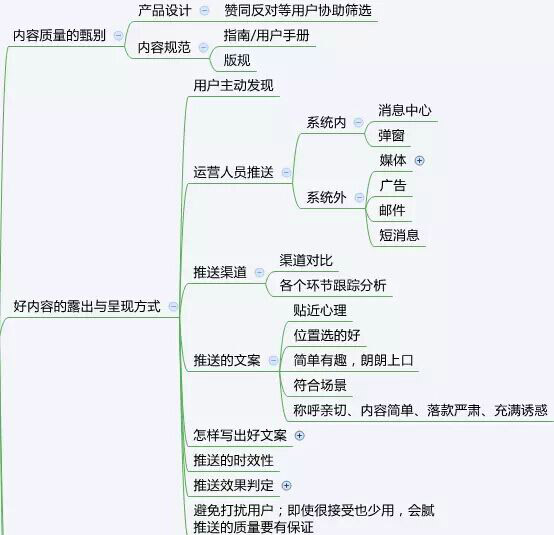 内容质量的甄别
产品设计
赞同反对等用户协助筛选
内容规范
指南/用户手册
版规
好内容的露出与呈现方式
用户主动发现
运营人员推送
系统内
消息中心
弹窗
系统外
媒体
广告
邮件
短消息
推送渠道
渠道对比
各个环节跟踪分析
推送的文案
贴近心理
位置选的好
简单有趣，朗朗上口
符合场景
称呼亲切、内容简单、落款严肃、充满诱惑
怎样写出好文案
推送的时效性
推送效果判定
避免打扰用户；即使很接受也少用，会腻
推送的质量要有保证